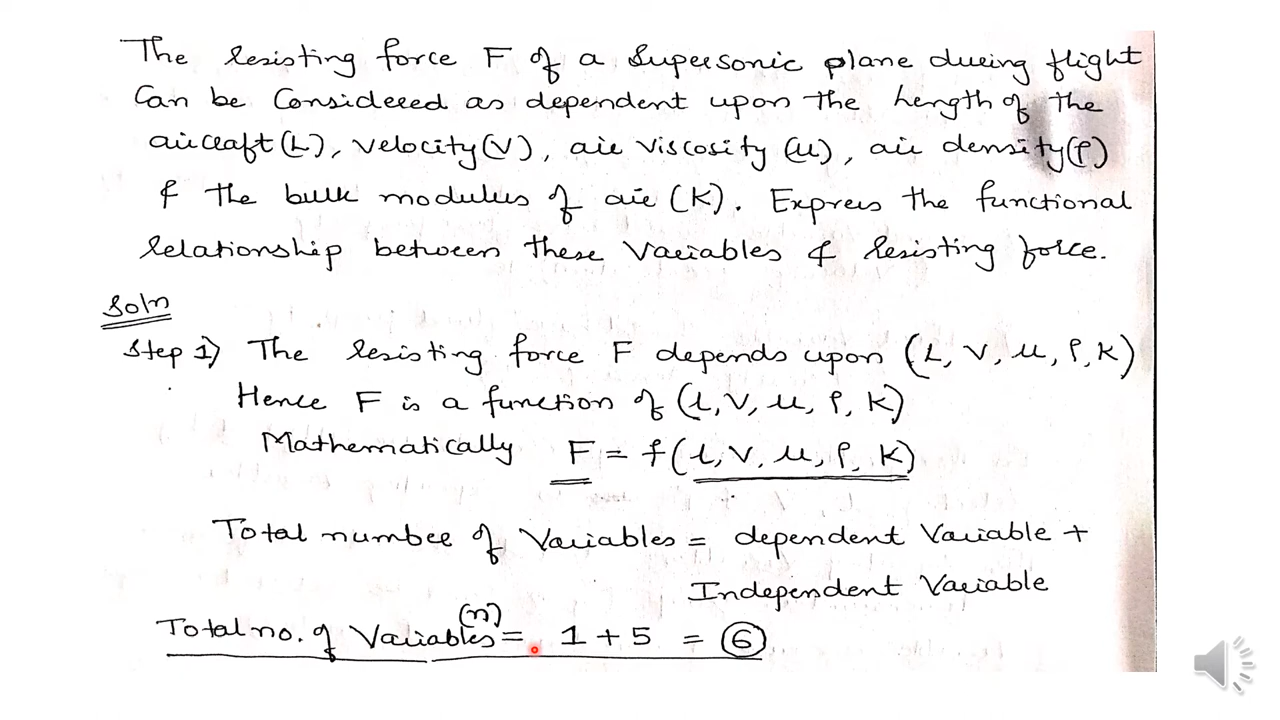 The resisting force F of a supersonic plane during flight
Can be Considered as dependent upon the Length of the
aircraft (L), velocity (V), air viscosity (μ), air density (ρ)
& the bulk modulus of air (K). Express the functional
relationship between these Variables & resisting force.
Soln
Step 1) The resisting force F depends upon (L, V, μ, ρ, K)
Hence F is a function of (L, V, μ, ρ, K)
Mathematically F = f (L, V, μ, ρ, K)
Total number of Variables = dependent Variable +
Independent Variable
Total no. of Variables (n) = 1 + 5 = 6